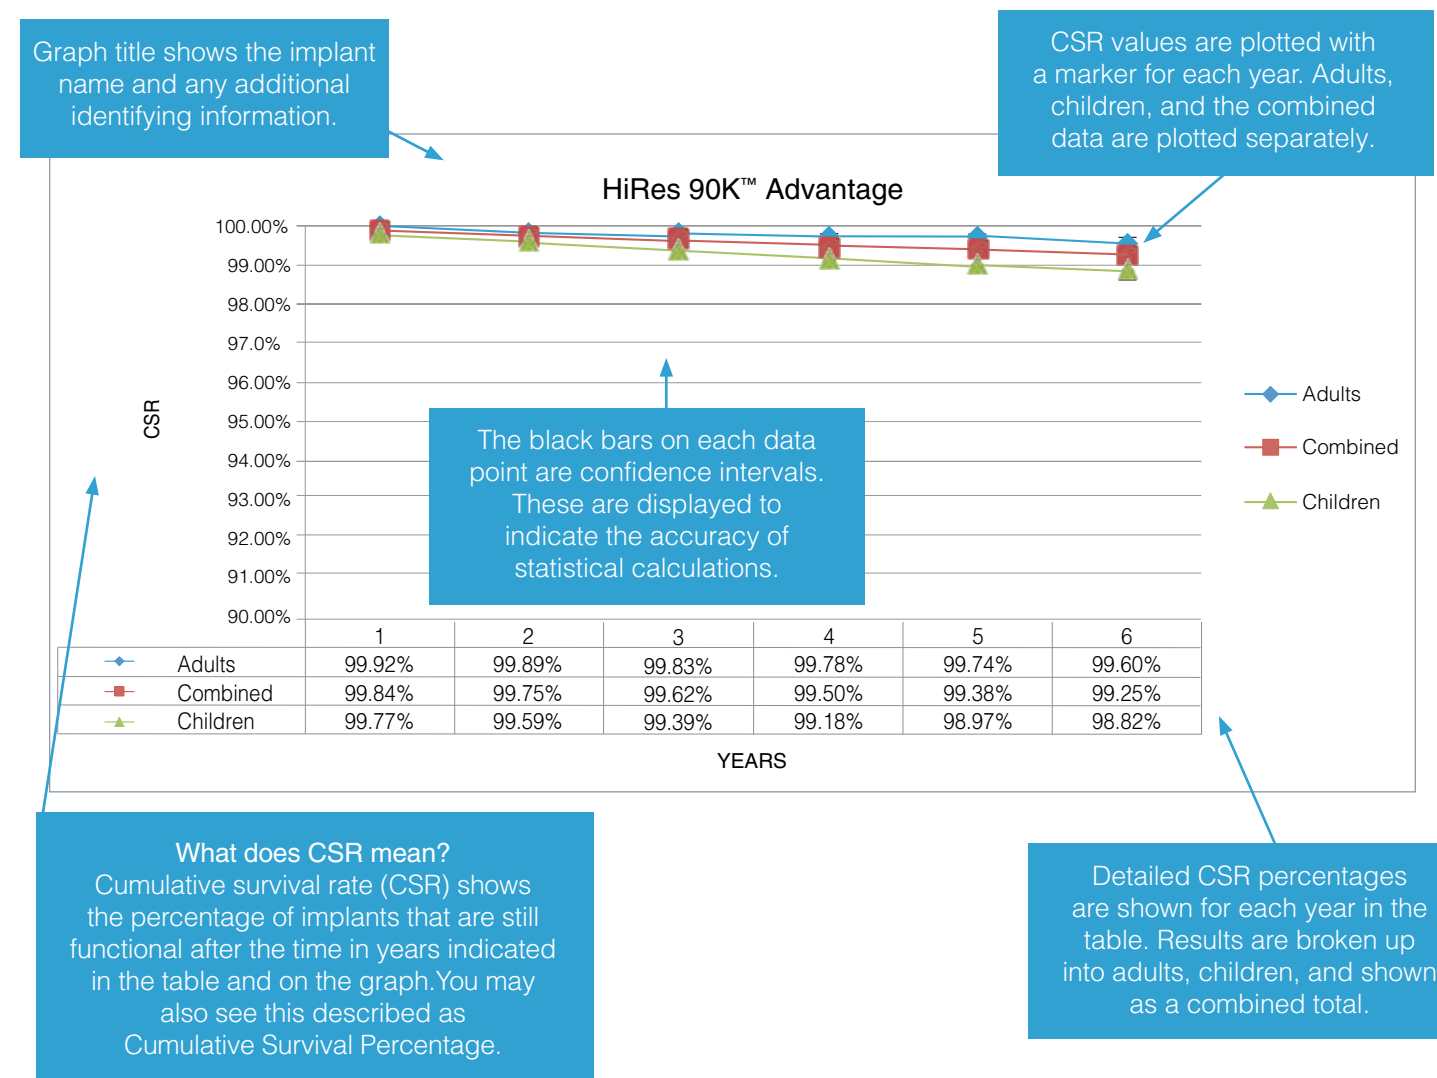 Graph title shows the implant
name and any additional
identifying information.
CSR values are plotted with
a marker for each year. Adults,
children, and the combined
data are plotted separately.
HiRes 90K™ Advantage
100.00%
99.00%
98.00%
97.0%
96.00%
95.00%
94.00%
93.00%
92.00%
91.00%
90.00%
CSR
The black bars on each data
point are confidence intervals.
These are displayed to
indicate the accuracy of
statistical calculations.
Adults
Combined
Children
1 2 3 4 5 6
Adults 99.92% 99.89% 99.83% 99.78% 99.74% 99.60%
Combined 99.84% 99.75% 99.62% 99.50% 99.38% 99.25%
Children 99.77% 99.59% 99.39% 99.18% 98.97% 98.82%
YEARS
What does CSR mean?
Cumulative survival rate (CSR) shows
the percentage of implants that are still
functional after the time in years indicated
in the table and on the graph.You may
also see this described as
Cumulative Survival Percentage.
Detailed CSR percentages
are shown for each year in the
table. Results are broken up
into adults, children, and shown
as a combined total.